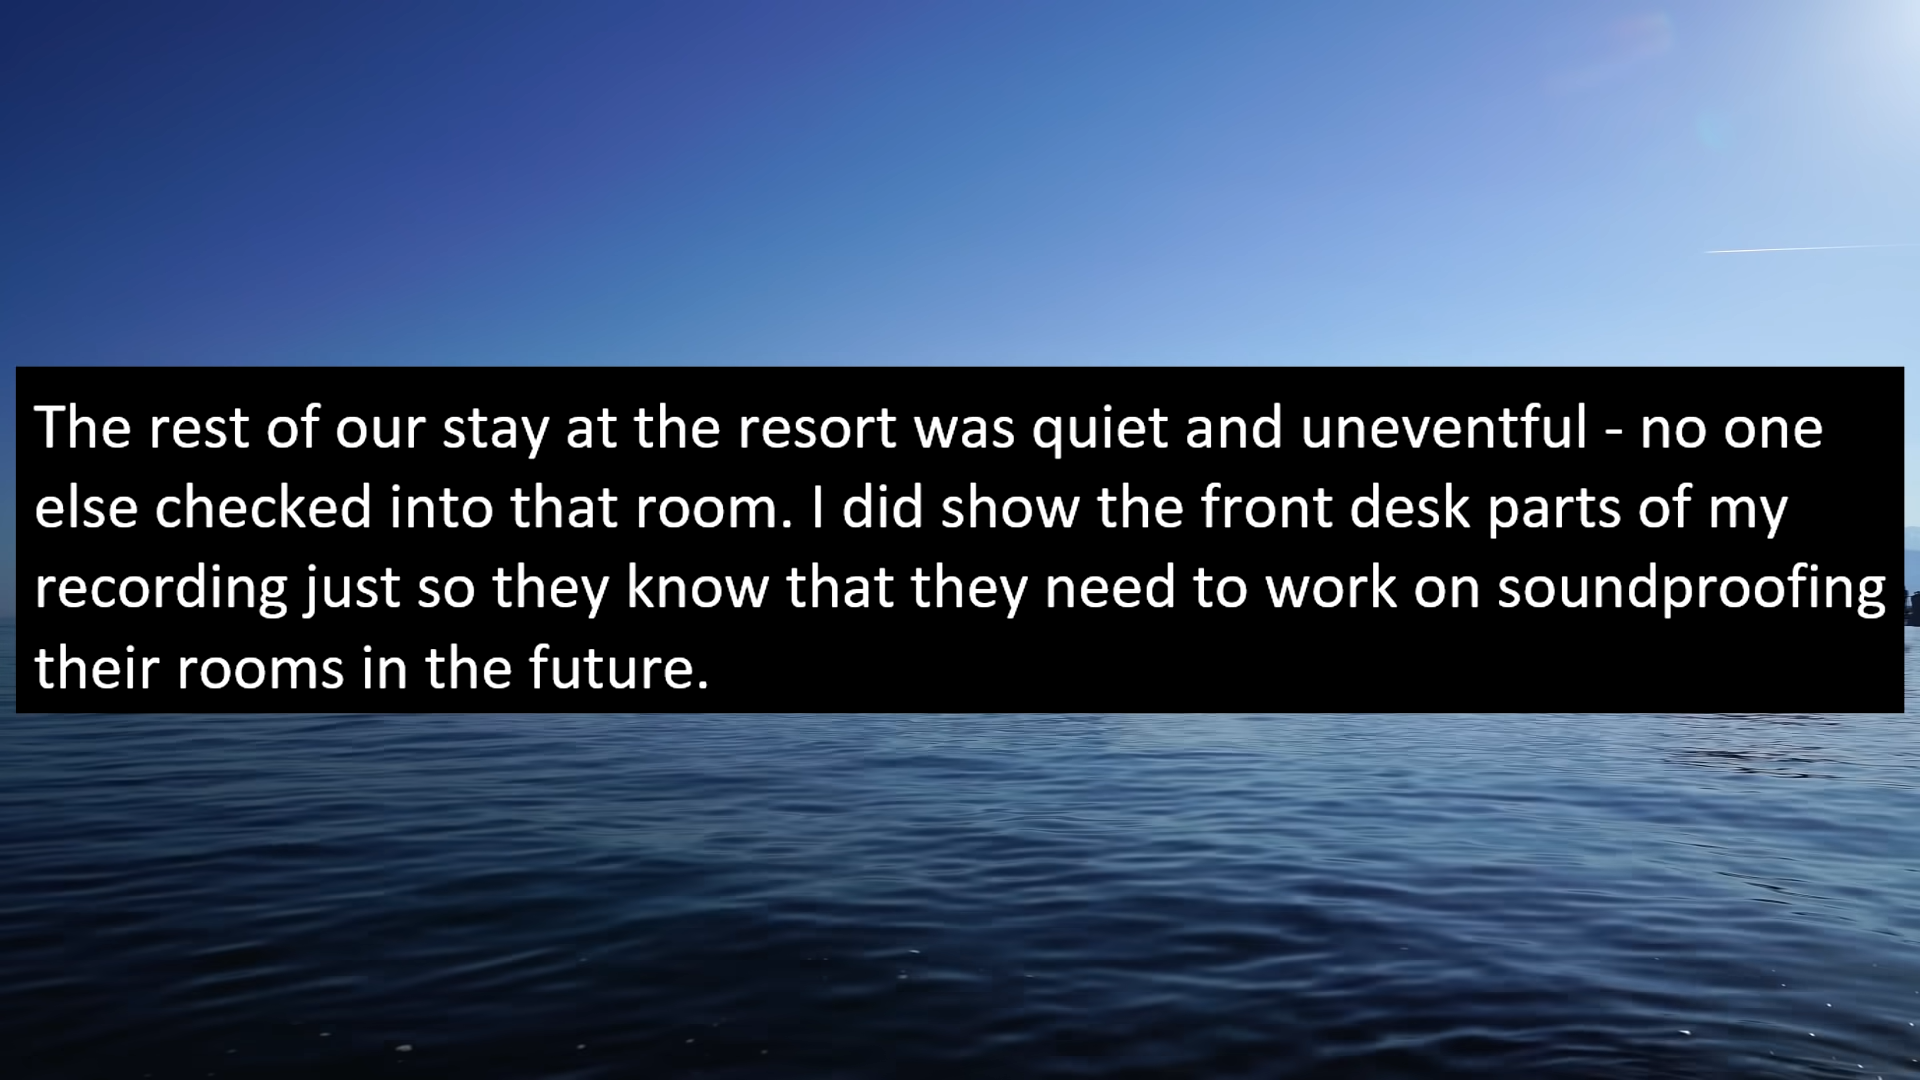 The rest of our stay at the resort was quiet and uneventful - no one
else checked into that room. I did show the front desk parts of my
recording just so they know that they need to work on soundproofing
their rooms in the future.